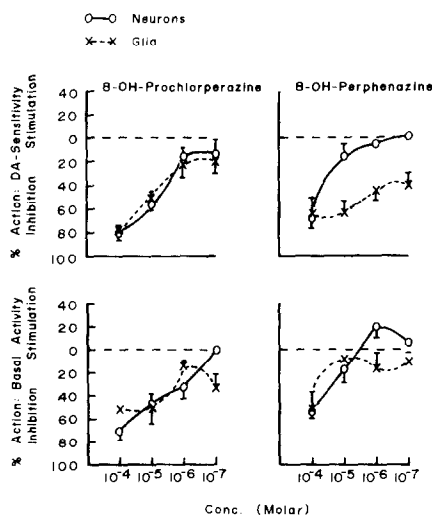 Neurons
Glia
8-OH-Prochlorperazine
8-OH-Perphenazine
% Action: DA-Sensitivity
Inhibition Stimulation
40
20
0
20
40
60
80
100
% Action: Basal Activity
Inhibition Stimulation
40
20
0
20
40
60
80
100
10-4 10-5 10-6 10-7
10-4 10-5 10-6 10-7
Conc. (Molar)